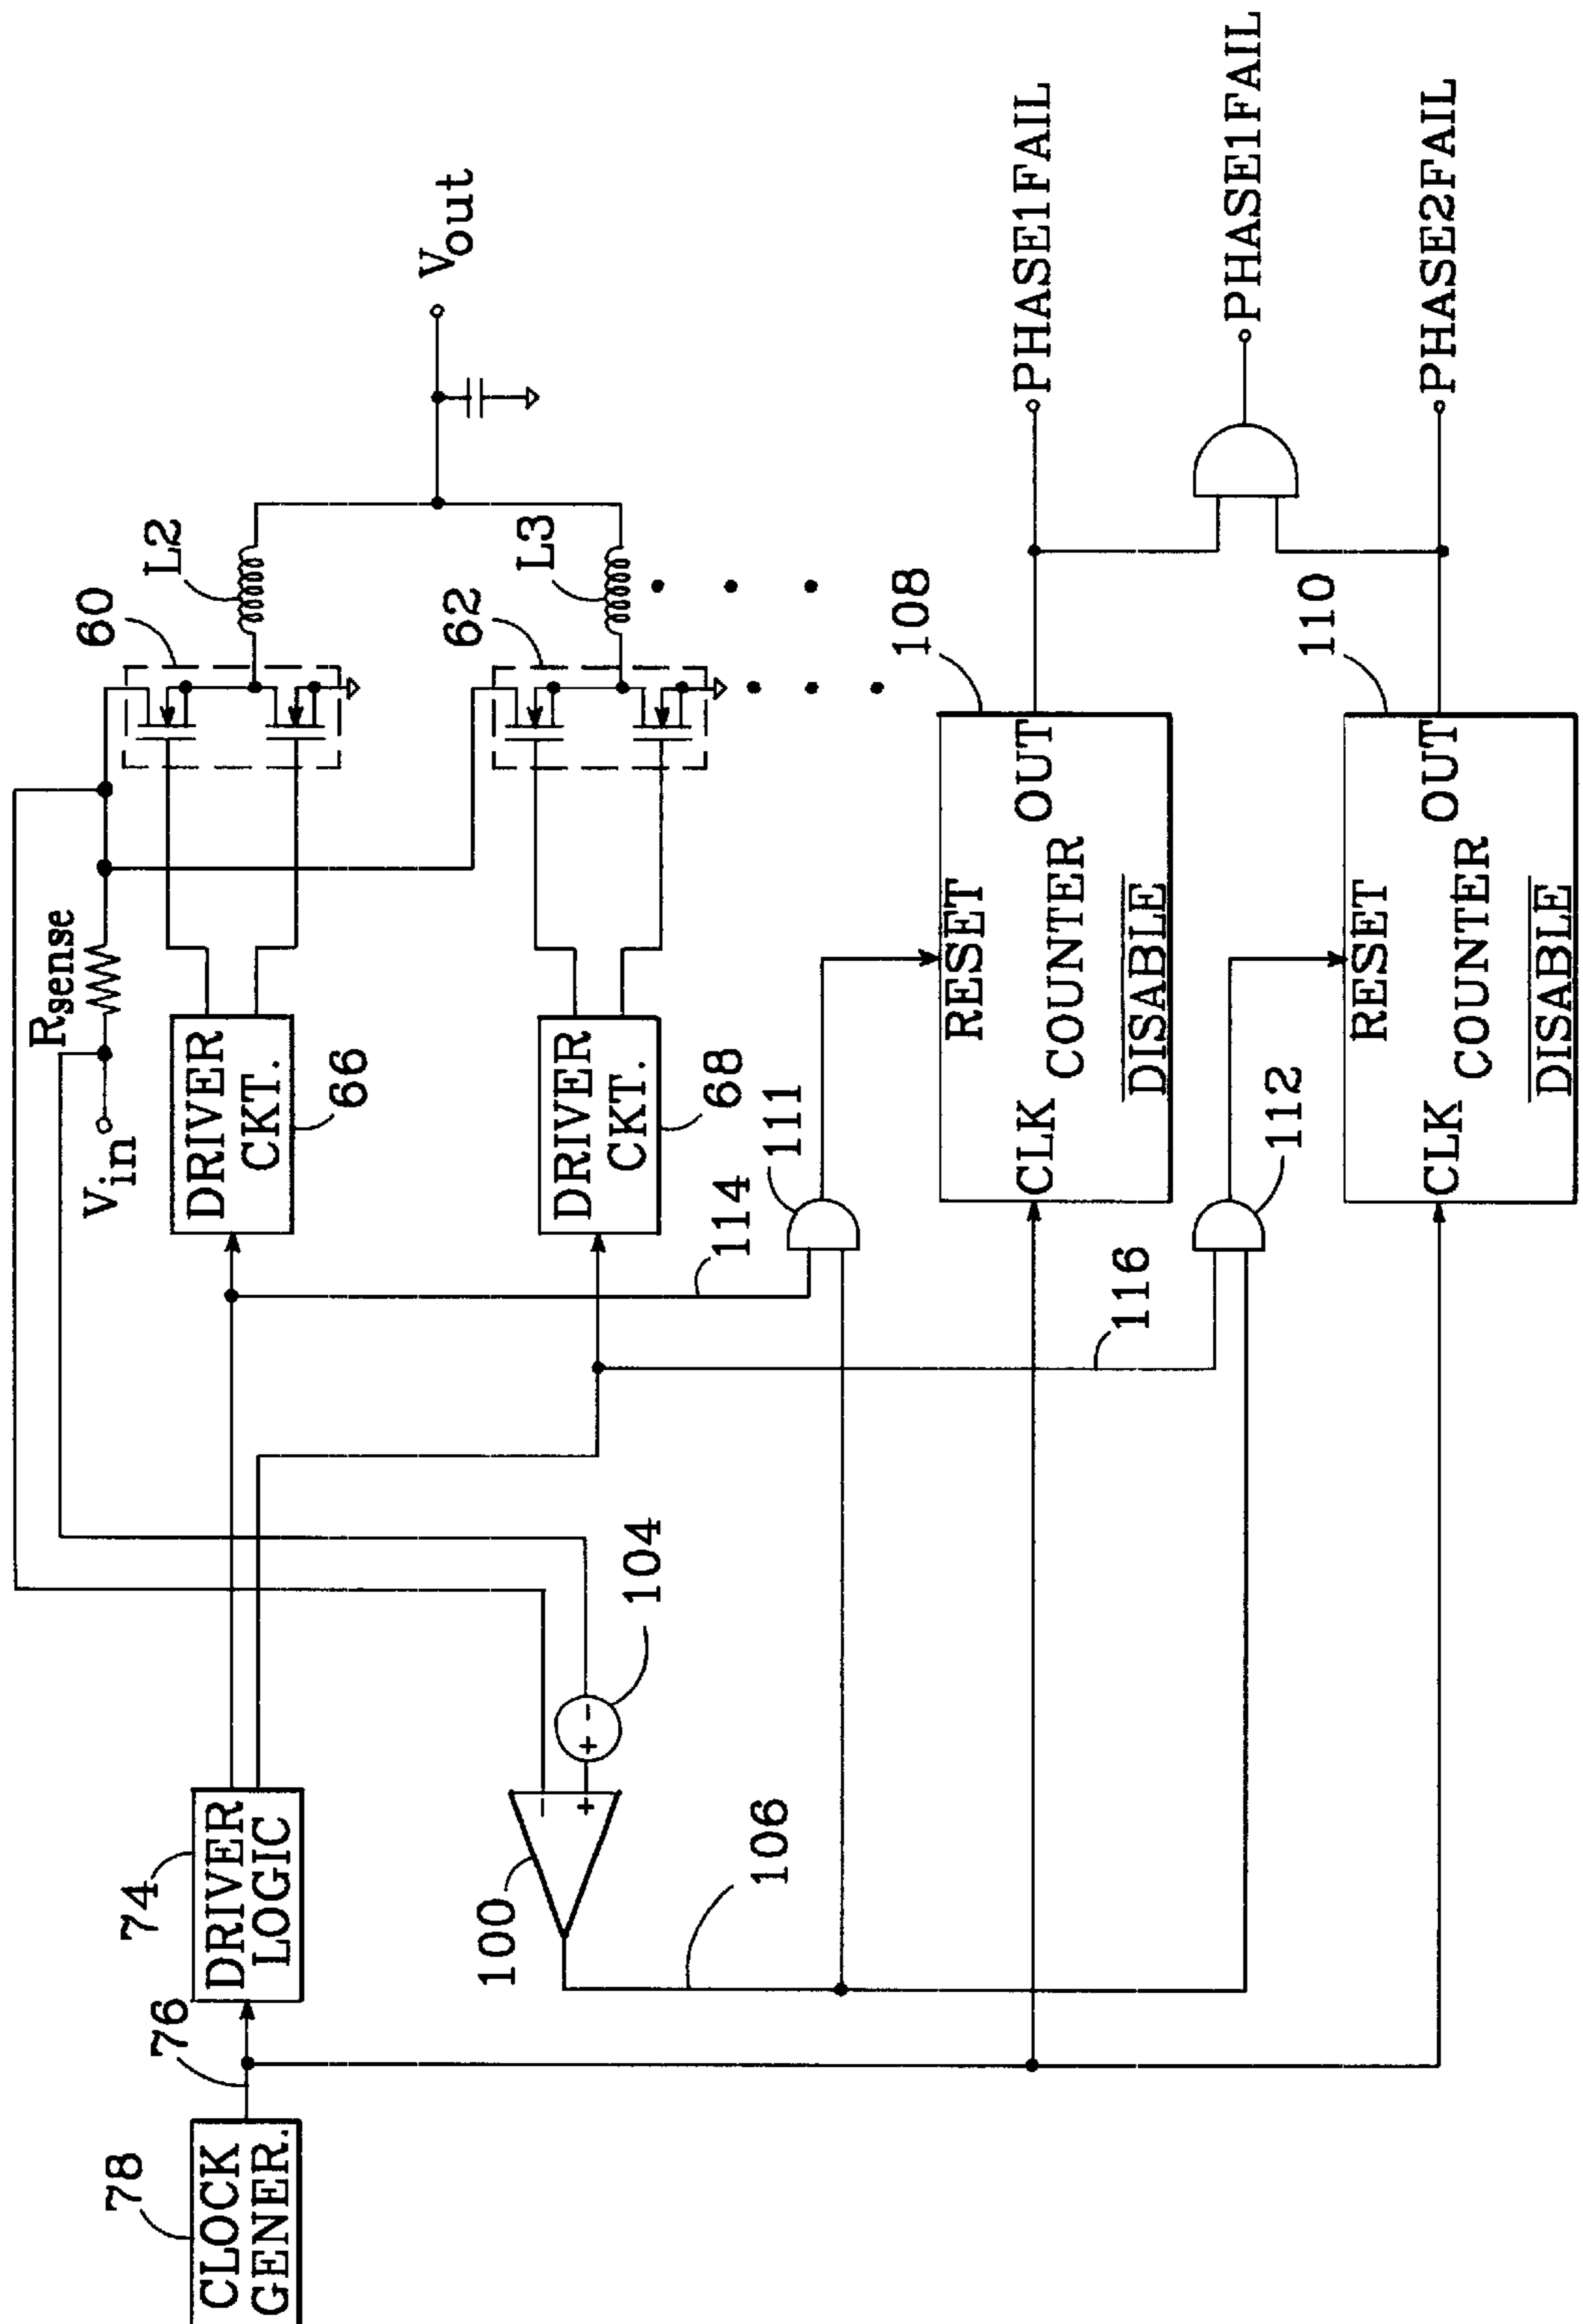 78
CLOCK
GENER.
76
74
DRIVER
LOGIC
100
106
104
Vin
Rsense
DRIVER
CKT.
66
DRIVER
CKT.
68
60
L2
62
L3
Vout
114
111
116
112
108
RESET
CLK
OUT
COUNTER
DISABLE
110
RESET
CLK
OUT
COUNTER
DISABLE
PHASE1FAIL
PHASE1FAIL
PHASE2FAIL
+
-
-
+